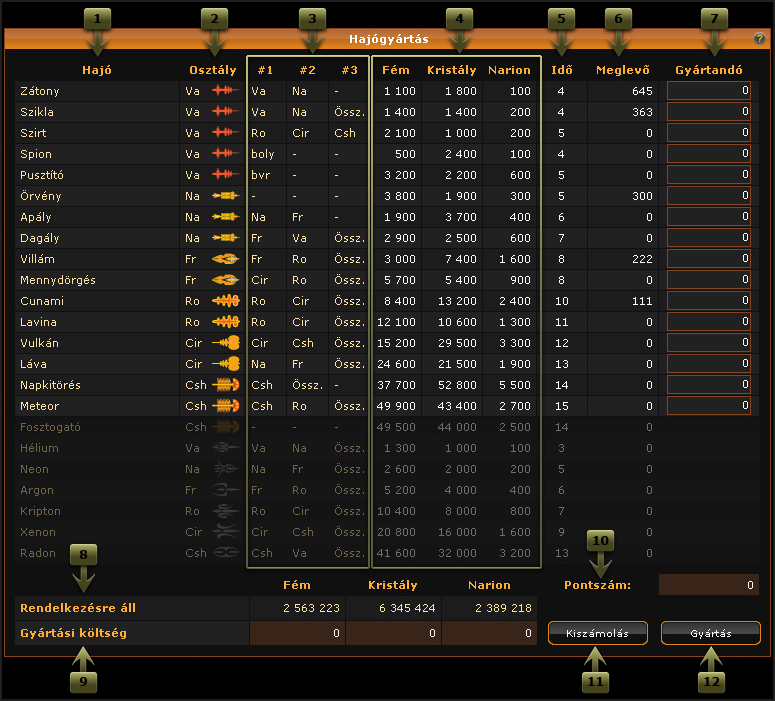 1 2 3 4 5 6 7
Hajógyártás ?
Hajó Osztály #1 #2 #3 Fém Kristály Narion Idő Meglevő Gyártandó
Zátony Va Va Na - 1 100 1 800 100 4 645 0
Szikla Va Va Na Össz. 1 400 1 400 200 4 363 0
Szirt Va Ro Cir Csh 2 100 1 000 200 5 0 0
Spion Va boly - - 500 2 400 100 4 0 0
Pusztító Va bvr - - 3 200 2 200 600 5 0 0
Örvény Na - - - 3 800 1 900 300 5 300 0
Apály Na Na Fr - 1 900 3 700 400 6 0 0
Dagály Na Fr Va Össz. 2 900 2 500 600 7 0 0
Villám Fr Fr Ro Össz. 3 000 7 400 1 600 8 222 0
Mennydörgés Fr Cir Ro Össz. 5 700 5 400 900 8 0 0
Cunami Ro Ro Cir Össz. 8 400 13 200 2 400 10 111 0
Lavina Ro Ro Cir Össz. 12 100 10 600 1 300 11 0 0
Vulkán Cir Cir Csh Össz. 15 200 29 500 3 300 12 0 0
Láva Cir Na Fr Össz. 24 600 21 500 1 900 13 0 0
Napkitörés Csh Csh Össz. - 37 700 52 800 5 500 14 0 0
Meteor Csh Csh Ro Össz. 49 900 43 400 2 700 15 0 0
Fosztogató Csh - - - 49 500 44 000 2 500 14 0
Hélium Va Va Na Össz. 1 300 1 000 100 3 0
Neon Na Na Fr Össz. 2 600 2 000 200 5 0
Argon Fr Fr Ro Össz. 5 200 4 000 400 6 0
Kripton Ro Ro Cir Össz. 10 400 8 000 800 7 0
Xenon Cir Cir Csh Össz. 20 800 16 000 1 600 9 0
Radon Csh Csh Va Össz. 41 600 32 000 3 200 13 0
8 10
Fém Kristály Narion Pontszám: 0
Rendelkezésre áll 2 563 223 6 345 424 2 389 218
Gyártási költség 0 0 0 Kiszámolás Gyártás
9 11 12